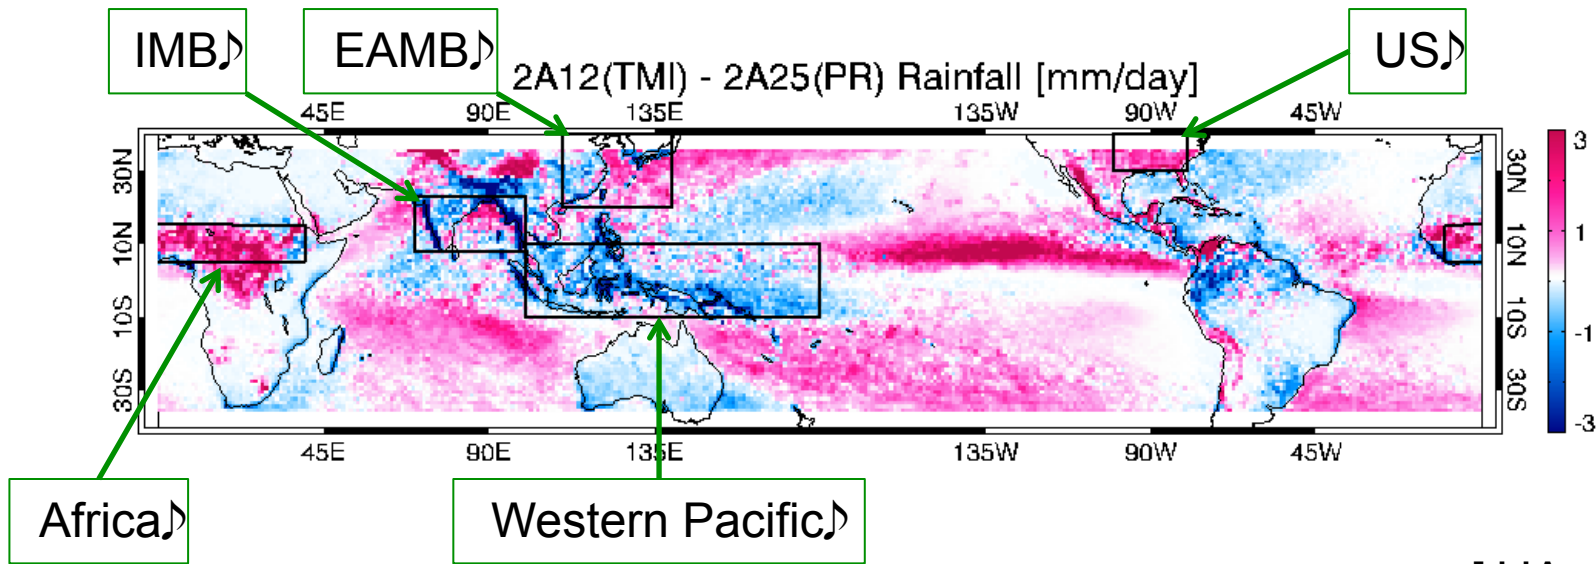 IMB♪
EAMB♪
US♪
2A12(TMI) - 2A25(PR) Rainfall [mm/day]
45E 90E 135E 135W 90W 45W
30N 10N 10S 30S
30N 10N 10S 30S
3
1
-1
-3
45E 90E 135E 135W 90W 45W
Africa♪
Western Pacific♪